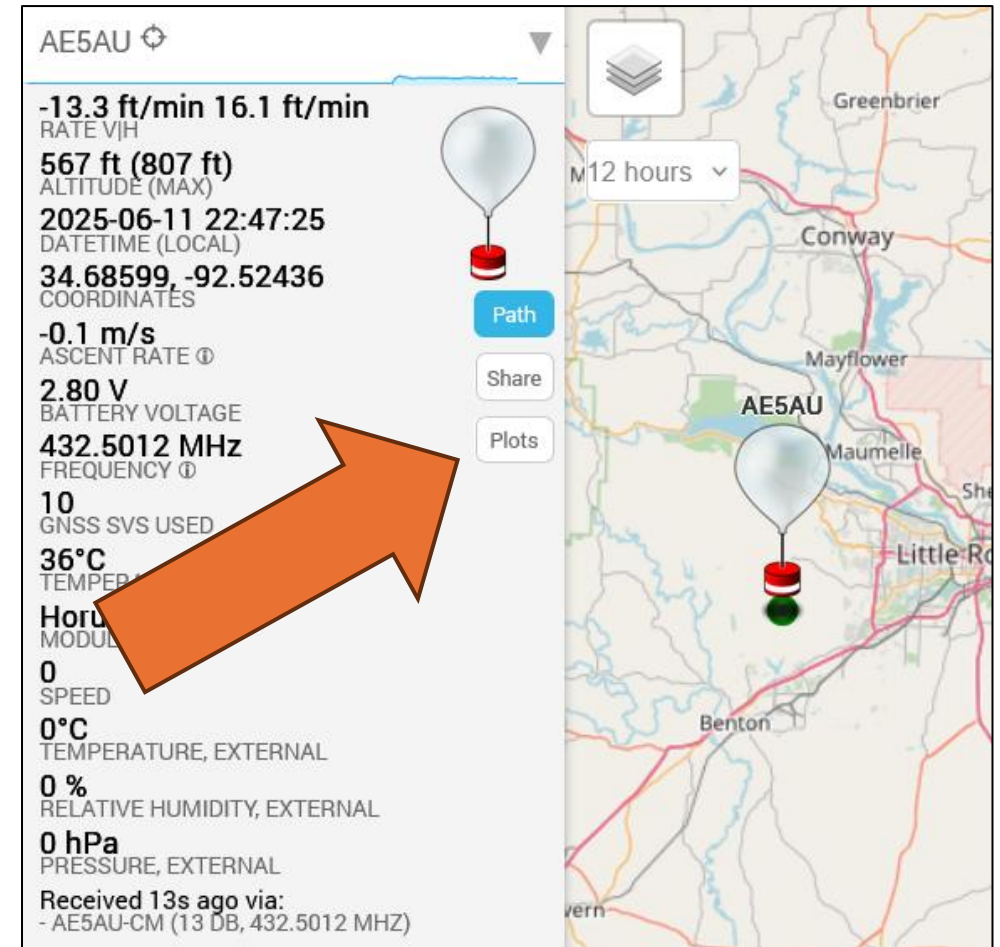 AE5AU
-13.3 ft/min 16.1 ft/min
RATE V|H
567 ft (807 ft)
ALTITUDE (MAX)
2025-06-11 22:47:25
DATETIME (LOCAL)
34.68599, -92.52436
COORDINATES
-0.1 m/s
ASCENT RATE
2.80 V
BATTERY VOLTAGE
432.5012 MHz
FREQUENCY
10
GNSS SVS USED
36°C
0
SPEED
0°C
TEMPERATURE, EXTERNAL
0 %
RELATIVE HUMIDITY, EXTERNAL
0 hPa
PRESSURE, EXTERNAL
Received 13s ago via:
- AE5AU-CM (13 DB, 432.5012 MHZ)
Path
Share
Plots
12 hours
Greenbrier
Conway
Mayflower
AE5AU
Maumelle
Little
Benton